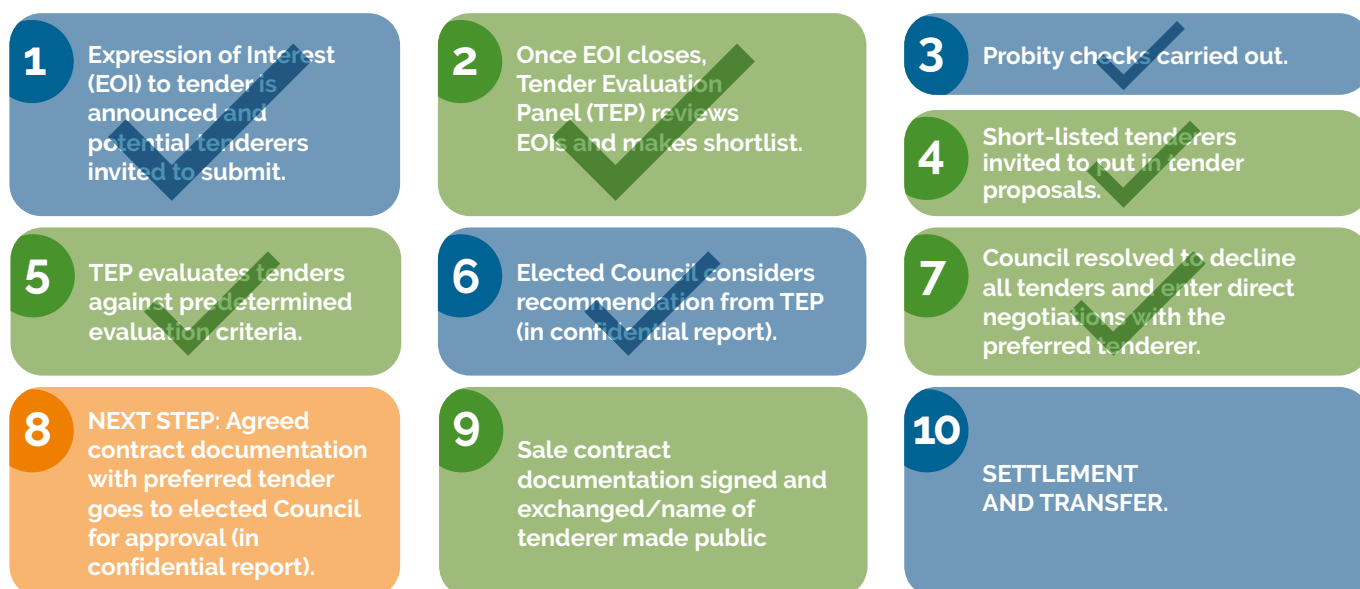 1
Expression of Interest
(EOI) to tender is
announced and
potential tenderers
invited to submit.
2
Once EOI closes,
Tender Evaluation
Panel (TEP) reviews
EOIs and makes shortlist.
3
Probity checks carried out.
4
Short-listed tenderers
invited to put in tender
proposals.
5
TEP evaluates tenders
against predetermined
evaluation criteria.
6
Elected Council considers
recommendation from TEP
(in confidential report).
7
Council resolved to decline
all tenders and enter direct
negotiations with the
preferred tenderer.
8
NEXT STEP: Agreed
contract documentation
with preferred tender
goes to elected Council
for approval (in
confidential report).
9
Sale contract
documentation signed and
exchanged/name of
tenderer made public
10
SETTLEMENT
AND TRANSFER.